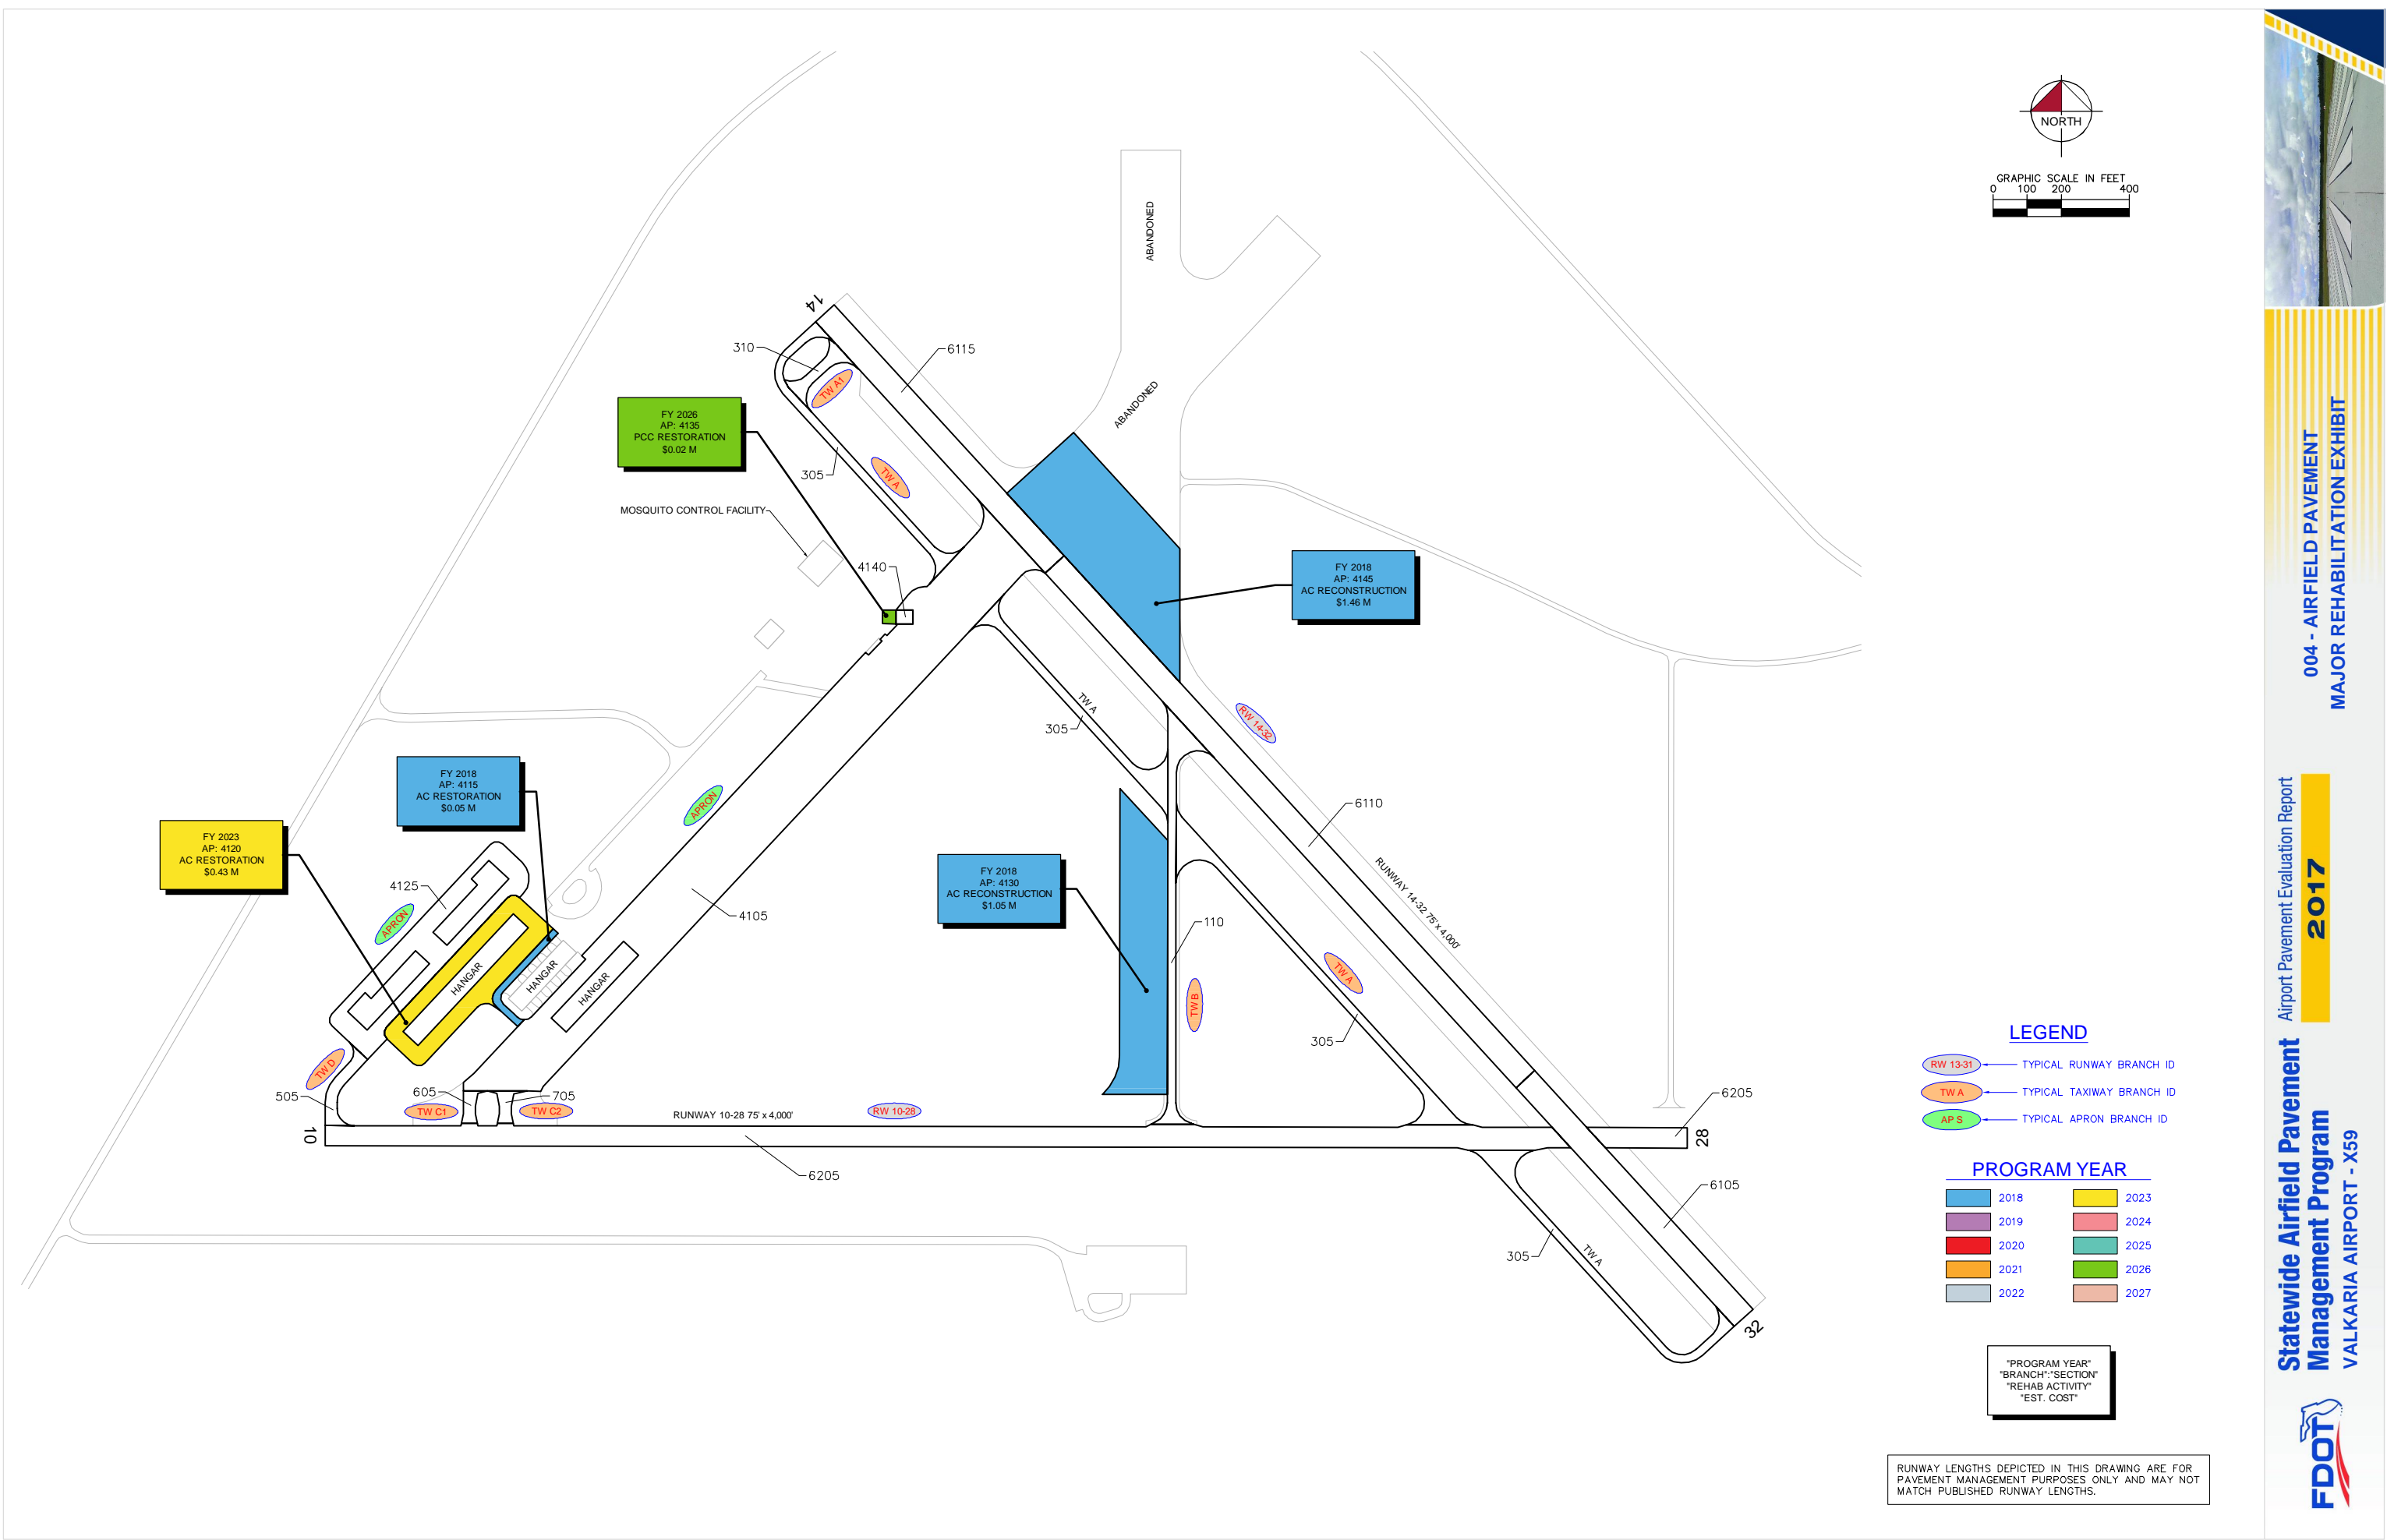 NORTH
GRAPHIC SCALE IN FEET
0 100 200 400
ABANDONED
ABANDONED
14
310
6115
TW A1
FY 2026
AP: 4135
PCC RESTORATION
$0.02 M
305
TW A
MOSQUITO CONTROL FACILITY
4140
FY 2018
AP: 4145
AC RECONSTRUCTION
$1.46 M
TW A
305
RW 14-32
FY 2018
AP: 4115
AC RESTORATION
$0.05 M
APRON
6110
FY 2023
AP: 4120
AC RESTORATION
$0.43 M
RUNWAY 14-32 75' x 4,000'
FY 2018
AP: 4130
AC RECONSTRUCTION
$1.05 M
4125
APRON
4105
110
HANGAR
HANGAR
HANGAR
TW A
TW B
305
TW D
505
605
705
TW C1
TW C2
RUNWAY 10-28 75' x 4,000'
RW 10-28
6205
10
28
6205
6105
305
TW A
32
LEGEND
RW 13-31
TYPICAL RUNWAY BRANCH ID
TW A
TYPICAL TAXIWAY BRANCH ID
AP S
TYPICAL APRON BRANCH ID
PROGRAM YEAR
2018 2023
2019 2024
2020 2025
2021 2026
2022 2027
"PROGRAM YEAR"
"BRANCH":"SECTION"
"REHAB ACTIVITY"
"EST. COST"
RUNWAY LENGTHS DEPICTED IN THIS DRAWING ARE FOR
PAVEMENT MANAGEMENT PURPOSES ONLY AND MAY NOT
MATCH PUBLISHED RUNWAY LENGTHS.
004 - AIRFIELD PAVEMENT
MAJOR REHABILITATION EXHIBIT
Airport Pavement Evaluation Report
2017
Statewide Airfield Pavement
Management Program
VALKARIA AIRPORT - X59
FDOT